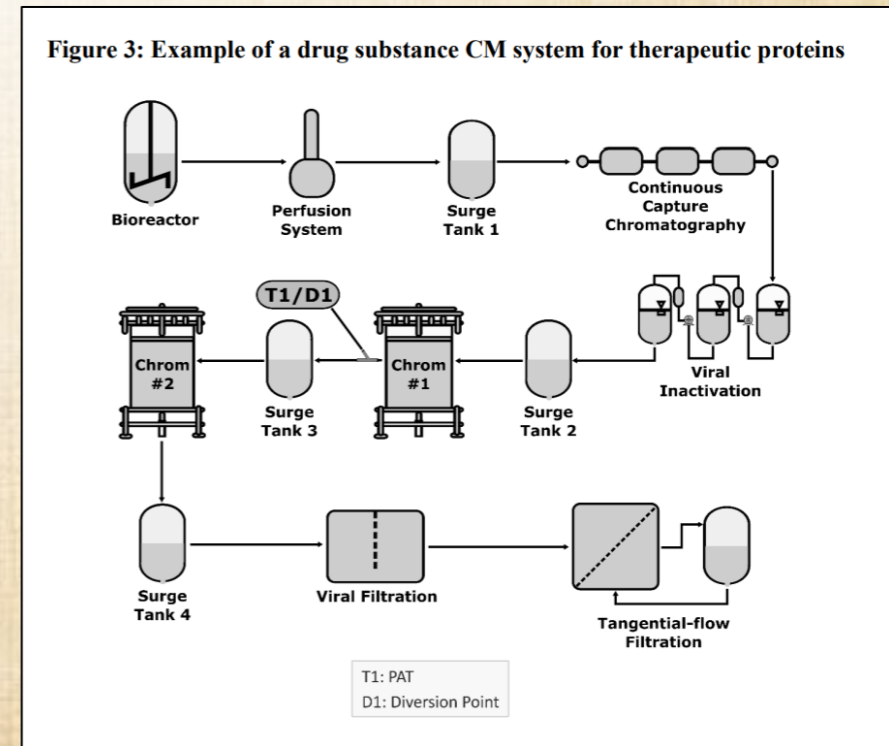 Figure 3: Example of a drug substance CM system for therapeutic proteins
Bioreactor
Perfusion
System
Surge
Tank 1
Continuous
Capture
Chromatography
T1/D1
Chrom
#2
Surge
Tank 3
Chrom
#1
Surge
Tank 2
Viral
Inactivation
Surge
Tank 4
Viral Filtration
Tangential-flow
Filtration
T1: PAT
D1: Diversion Point